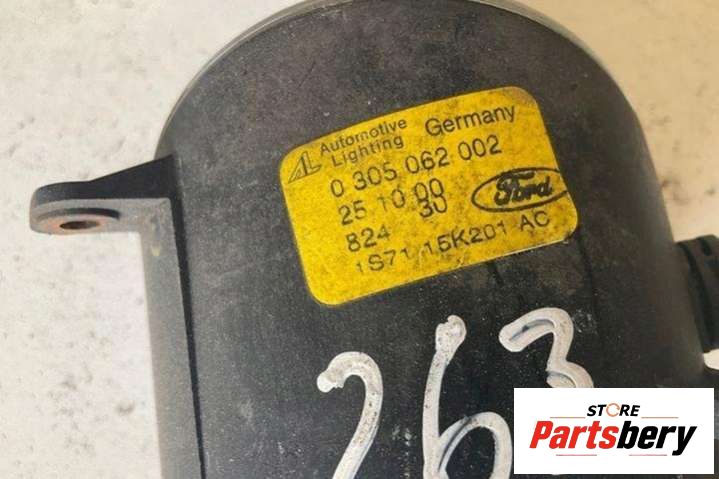 Automotive
Lighting
Germany
0 305 062 002
25 10 00
824 30
Ford
1S71 15K201 AC
263
STORE
Partsbery